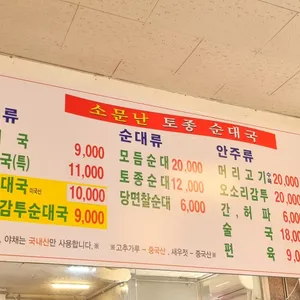 소문난 토종 순대국
류
국 9,000
국(특) 11,000
대국 미국산 10,000
감투순대국 9,000
, 야채는 국내산만 사용합니다.※
순대류
모듬순대 20,000
토종순대 12,000
당면찰순대 6,000
※고추가루 - 중국산, 새우젓 - 중국산※
안주류
머리고기 20,000
오소리감투 20,000
간, 허파 6,000
술국 18,000
편육 9,000